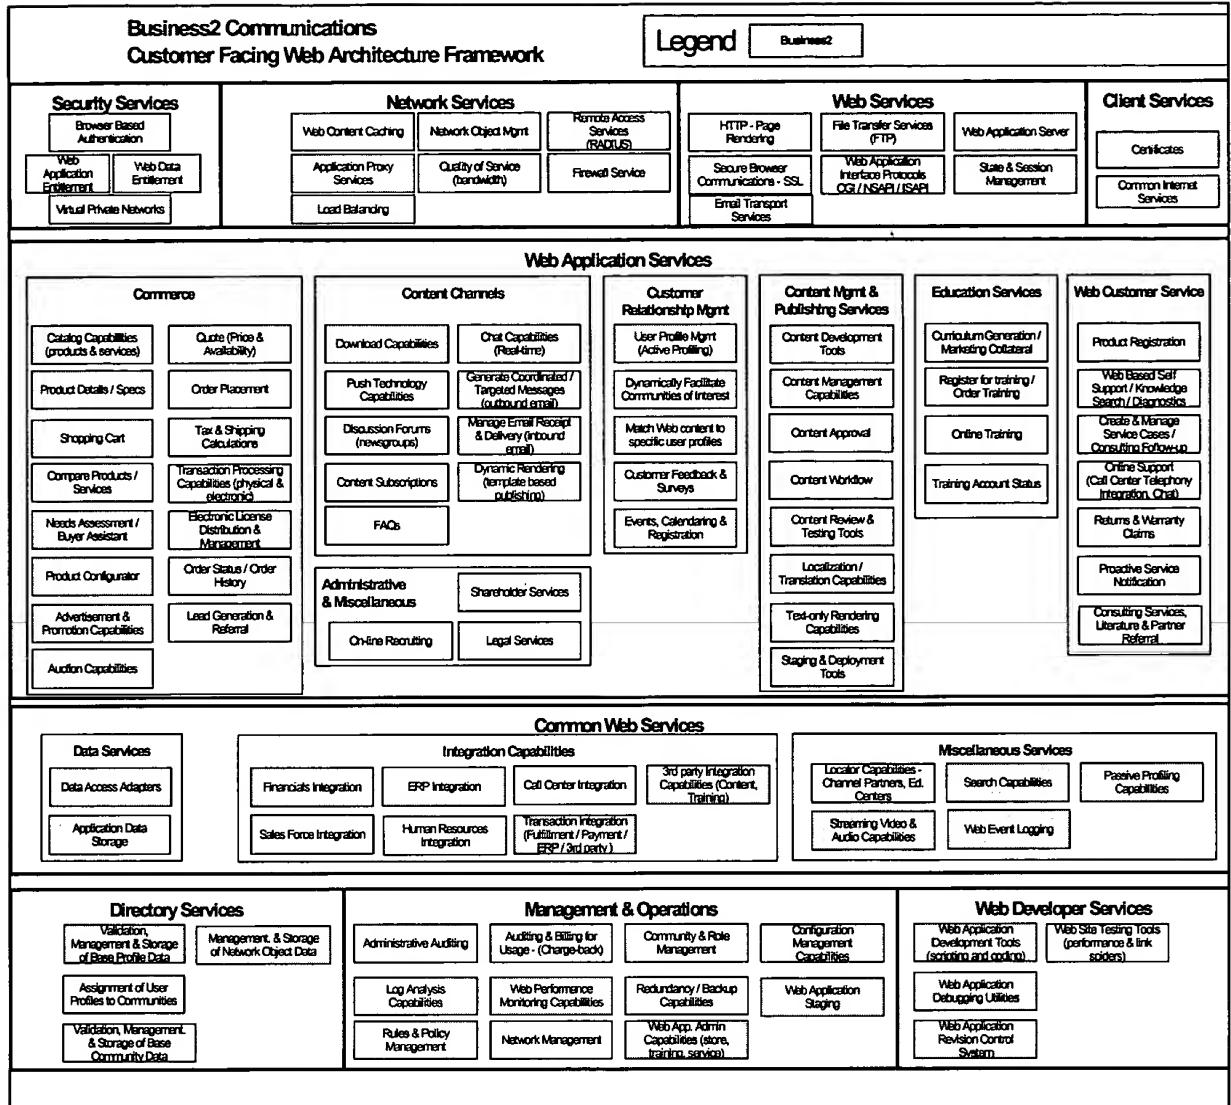 Business2 Communications
Customer Facing Web Architecture Framework
Legend
Business2
Security Services
Browser Based
Authentication
Web
Application
Entitlement
Web Data
Entitlement
Virtual Private Networks
Network Services
Web Content Caching
Network Object Mgmt
Remote Access
Services
(RADIUS)
Application Proxy
Services
Quality of Service
(bandwidth)
Firewall Service
Load Balancing
Web Services
HTTP - Page
Rendering
File Transfer Services
(FTP)
Web Application Server
Secure Browser
Communications - SSL
Web Application
Interface Protocols
CGI / NSAPI / ISAPI
State & Session
Management
Email Transport
Services
Client Services
Certificates
Common Internet
Services
Web Application Services
Commerce
Catalog Capabilities
(products & services)
Quote (Price &
Availability)
Product Details / Specs
Order Placement
Shopping Cart
Tax & Shipping
Calculations
Compare Products /
Services
Transaction Processing
Capabilities (physical &
electronic)
Needs Assessment /
Buyer Assistant
Electronic License
Distribution &
Management
Product Configurator
Order Status / Order
History
Advertisement &
Promotion Capabilities
Lead Generation &
Referral
Auction Capabilities
Content Channels
Download Capabilities
Chat Capabilities
(Real-time)
Push Technology
Capabilities
Generate Coordinated /
Targeted Messages
(outbound email)
Discussion Forums
(newsgroups)
Manage Email Receipt
& Delivery (inbound
email)
Content Subscriptions
Dynamic Rendering
(template based
publishing)
FAQs
Administrative
& Miscellaneous
Shareholder Services
On-line Recruiting
Legal Services
Customer
Relationship Mgmt
User Profile Mgmt
(Active Profiling)
Dynamically Facilitate
Communities of Interest
Match Web content to
specific user profiles
Customer Feedback &
Surveys
Events, Calendaring &
Registration
Content Mgmt &
Publishing Services
Content Development
Tools
Content Management
Capabilities
Content Approval
Content Workflow
Content Review &
Testing Tools
Localization /
Translation Capabilities
Text-only Rendering
Capabilities
Staging & Deployment
Tools
Education Services
Curriculum Generation /
Marketing Collateral
Register for training /
Order Training
Online Training
Training Account Status
Web Customer Service
Product Registration
Web Based Self
Support / Knowledge
Search / Diagnostics
Create & Manage
Service Cases /
Consulting Follow-up
Online Support
(Call Center Telephony
Integration, Chat)
Returns & Warranty
Claims
Proactive Service
Notification
Consulting Services,
Literature & Partner
Referral
Common Web Services
Data Services
Data Access Adapters
Application Data
Storage
Integration Capabilities
Financials Integration
ERP Integration
Call Center Integration
3rd party Integration
Capabilities (Content,
Training)
Sales Force Integration
Human Resources
Integration
Transaction Integration
(Fulfillment / Payment /
ERP / 3rd party )
Miscellaneous Services
Locator Capabilities -
Channel Partners, Ed.
Centers
Search Capabilities
Passive Profiling
Capabilities
Streaming Video &
Audio Capabilities
Web Event Logging
Directory Services
Validation,
Management & Storage
of Base Profile Data
Management. & Storage
of Network Object Data
Assignment of User
Profiles to Communities
Validation, Management.
& Storage of Base
Community Data
Management & Operations
Administrative Auditing
Auditing & Billing for
Usage - (Charge-back)
Community & Role
Management
Configuration
Management
Capabilities
Log Analysis
Capabilities
Web Performance
Monitoring Capabilities
Redundancy / Backup
Capabilities
Web Application
Staging
Rules & Policy
Management
Network Management
Web App. Admin
Capabilities (store,
training, service)
Web Developer Services
Web Application
Development Tools
(scripting and coding)
Web Site Testing Tools
(performance & link
spiders)
Web Application
Debugging Utilities
Web Application
Revision Control
System